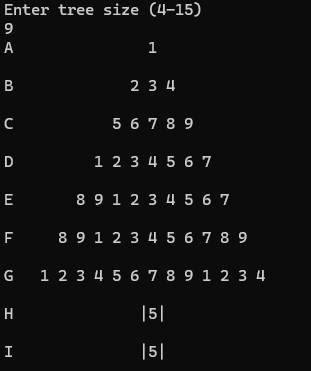 Enter tree size (4-15)
9
A 1
B 2 3 4
C 5 6 7 8 9
D 1 2 3 4 5 6 7
E 8 9 1 2 3 4 5 6 7
F 8 9 1 2 3 4 5 6 7 8 9
G 1 2 3 4 5 6 7 8 9 1 2 3 4
H |5|
I |5|